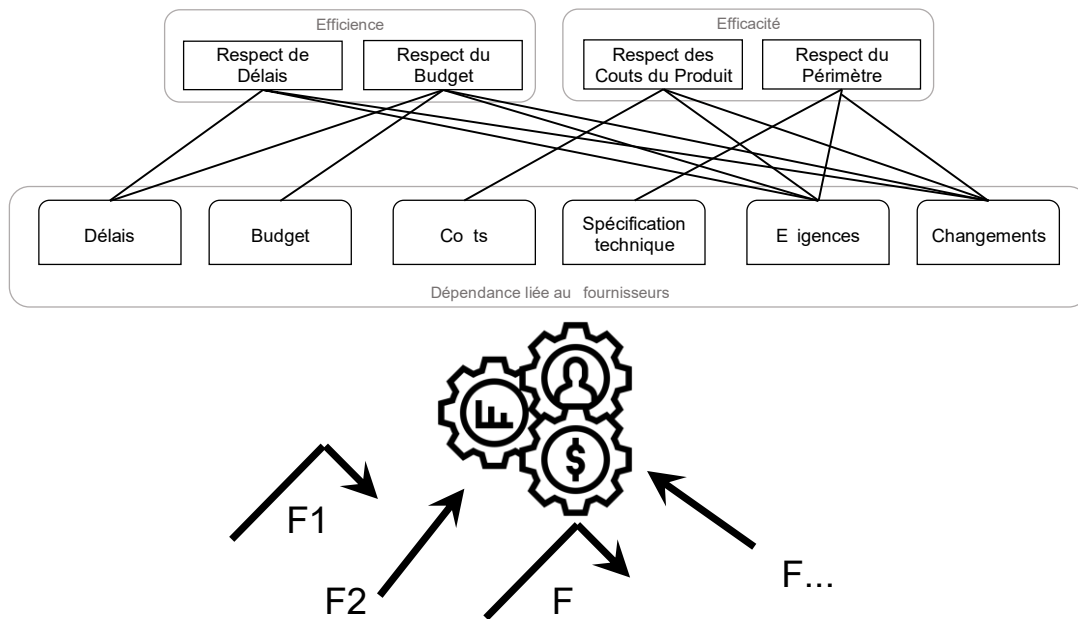 Efficience
Efficacité
Respect de
Délais
Respect du
Budget
Respect des
Couts du Produit
Respect du
Périmètre
Délais
Budget
Co ts
Spécification
technique
E igences
Changements
Dépendance liée au fournisseurs
$
F1
F2
F
F...